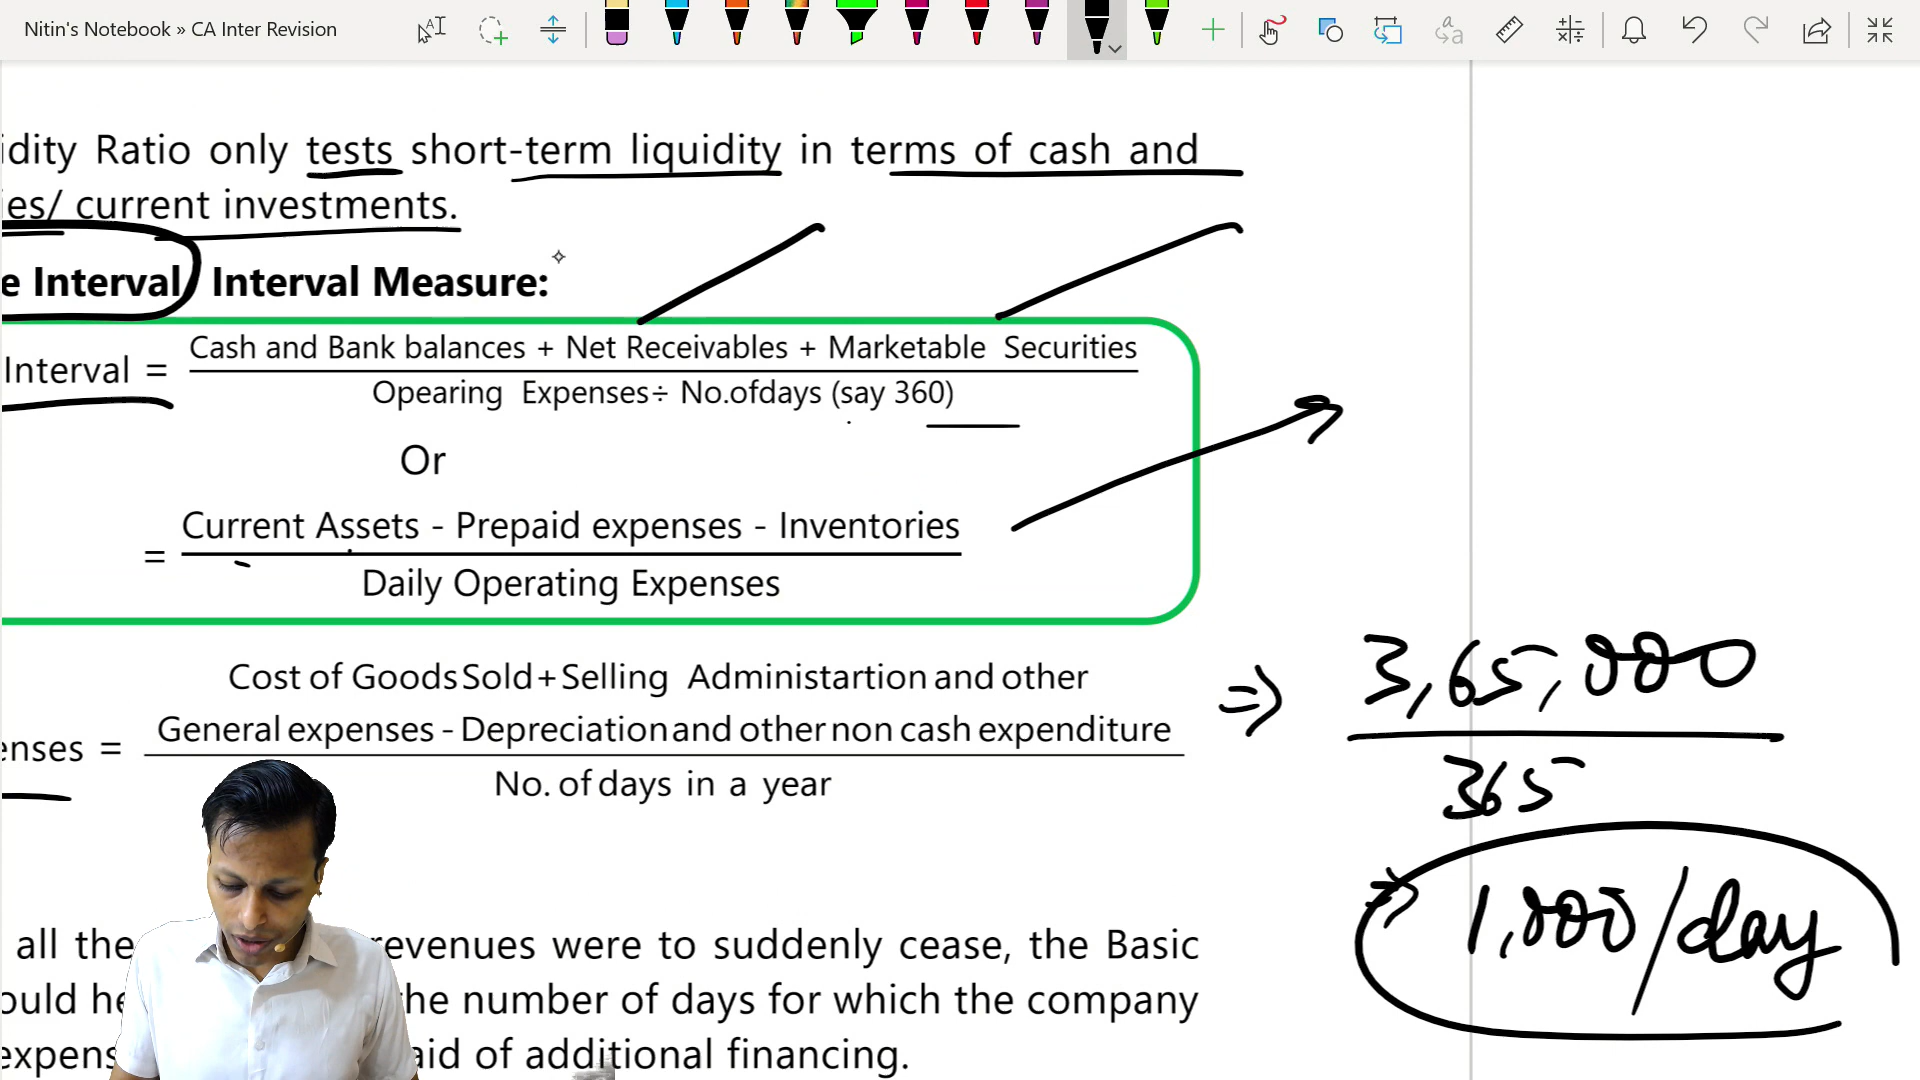 Nitin's Notebook » CA Inter Revision
idity Ratio only tests short-term liquidity in terms of cash and
ies/ current investments.
e Interval/ Interval Measure:
Interval = Cash and Bank balances + Net Receivables + Marketable Securities
Opearing Expenses÷ No.ofdays (say 360)
Or
= Current Assets - Prepaid expenses - Inventories
Daily Operating Expenses
Cost of Goods Sold + Selling Administartion and other
enses = General expenses - Depreciation and other non cash expenditure
No. of days in a year
⇒ 3,65,000
365
⇒ 1,000/day
all the revenues were to suddenly cease, the Basic
ould he the number of days for which the company
expens aid of additional financing.